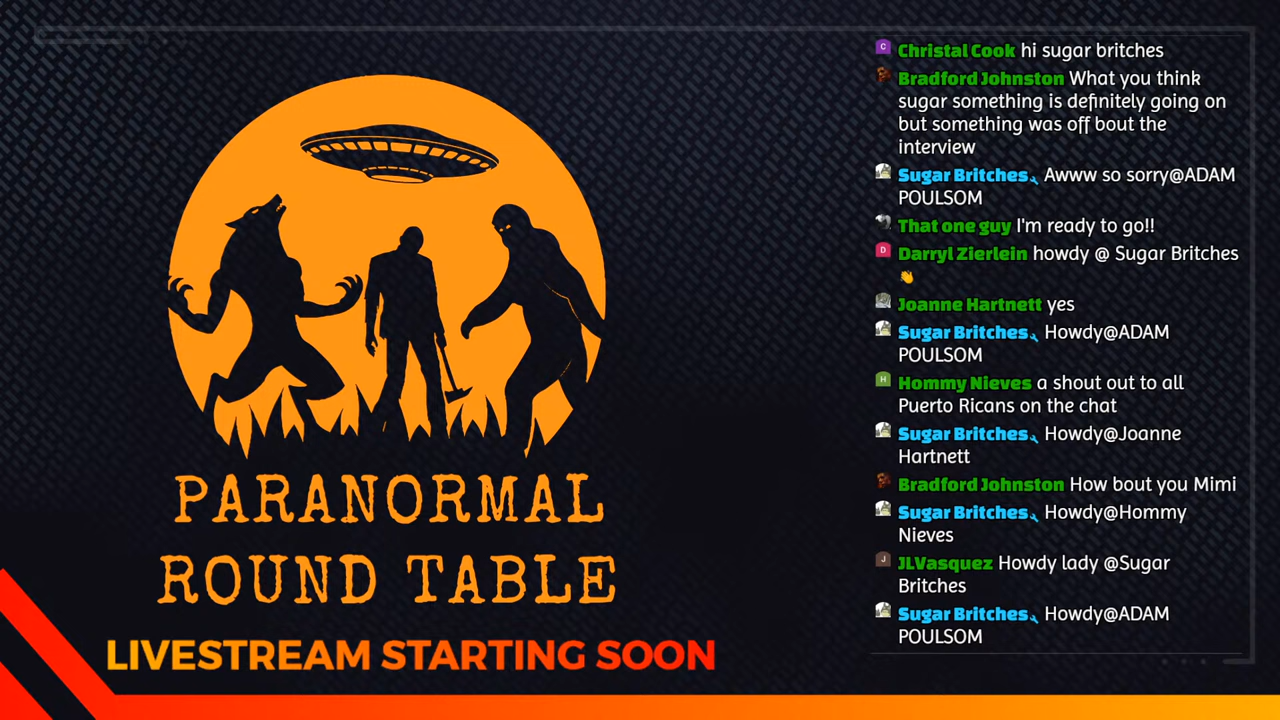 PARANORMAL
ROUND TABLE
LIVESTREAM STARTING SOON
C Christal Cook hi sugar britches
Bradford Johnston What you think
sugar something is definitely going on
but something was off bout the
interview
Sugar Britches Awww so sorry@ADAM
POULSOM
That one guy I'm ready to go!!
D Darryl Zierlein howdy @ Sugar Britches
👏
Joanne Hartnett yes
Sugar Britches Howdy@ADAM
POULSOM
H Hommy Nieves a shout out to all
Puerto Ricans on the chat
Sugar Britches Howdy@Joanne
Hartnett
Bradford Johnston How bout you Mimi
Sugar Britches Howdy@Hommy
Nieves
J JLVasquez Howdy lady @Sugar
Britches
Sugar Britches Howdy@ADAM
POULSOM